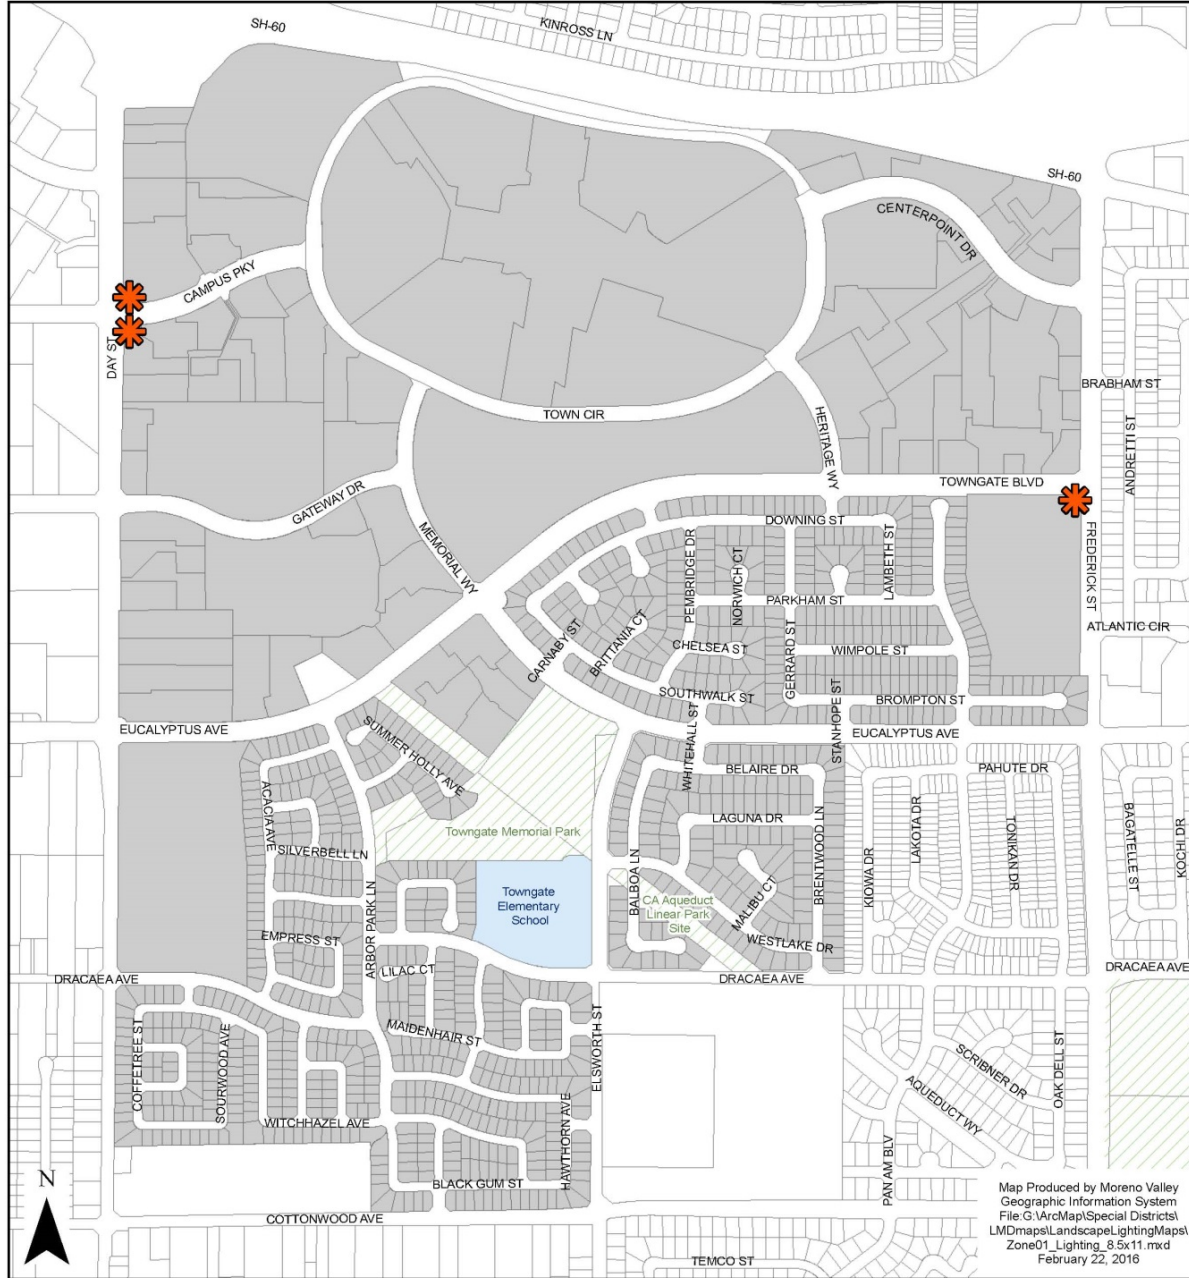 KINROSS LN
SH-60
SH-60
CENTERPOINT DR
CAMPUS PKY
DAY ST
BRABHAM ST
TOWN CIR
HERITAGE WY
ANDRETTI ST
TOWNGATE BLVD
GATEWAY DR
MEMORIAL WY
DOWNING ST
PEMBRIDGE DR
NORWICH CT
LAMBETH ST
FREDERICK ST
PARKHAM ST
ATLANTIC CIR
CARNABY ST
BRITTANIA CT
CHELSEA ST
GERRARD ST
WIMPOLE ST
SOUTHWALK ST
BROMPTON ST
STANHOPE ST
WHITEHALL ST
EUCALYPTUS AVE
EUCALYPTUS AVE
SUMMER HOLLY AVE
BELAIRE DR
PAHUTE DR
ACACIA AVE
LAGUNA DR
BRENTWOOD LN
LAKOTA DR
TONIKAN DR
BAGATELLE ST
KOCHI DR
Towngate Memorial Park
SILVERBELL LN
BALBOA LN
KIOWA DR
MALIBU CT
Towngate
Elementary
School
CA Aqueduct
Linear Park
Site
ARBOR PARK LN
EMPRESS ST
WESTLAKE DR
LILAC CT
DRACAEA AVE
DRACAEA AVE
DRACAEA AVE
COFFETREE ST
SOURWOOD AVE
MAIDENHAIR ST
ELSWORTH ST
SCRIBNER DR
OAK DELL ST
AQUEDUCT WY
WITCHHAZEL AVE
HAWTHORN AVE
PAN AM BLV
BLACK GUM ST
COTTONWOOD AVE
TEMCO ST
N
Map Produced by Moreno Valley
Geographic Information System
File:G:\ArcMap\Special Districts\
LMDmaps\LandscapeLightingMaps\
Zone01_Lighting_8.5x11.mxd
February 22, 2016